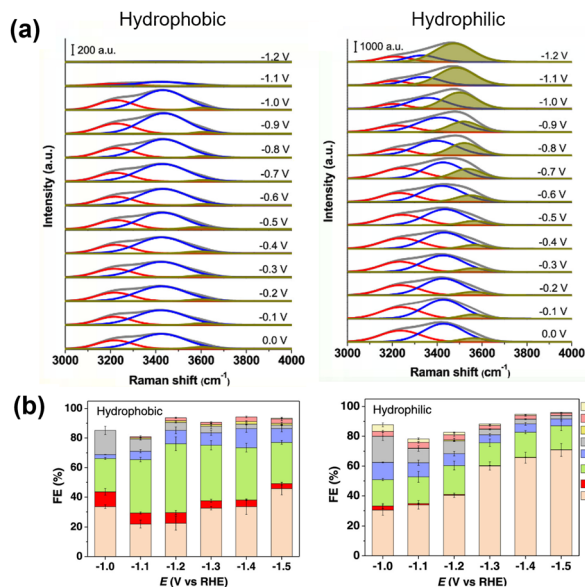 (a)
Hydrophobic
Hydrophilic
200 a.u.
-1.2 V
-1.1 V
-1.0 V
-0.9 V
-0.8 V
-0.7 V
-0.6 V
-0.5 V
-0.4 V
-0.3 V
-0.2 V
-0.1 V
0.0 V
Intensity (a.u.)
3000 3200 3400 3600 3800 4000
Raman shift (cm⁻¹)
1000 a.u.
-1.2 V
-1.1 V
-1.0 V
-0.9 V
-0.8 V
-0.7 V
-0.6 V
-0.5 V
-0.4 V
-0.3 V
-0.2 V
-0.1 V
0.0 V
Intensity (a.u.)
3000 3200 3400 3600 3800 4000
Raman shift (cm⁻¹)
(b)
Hydrophobic
100
80
60
40
20
0
FE (%)
-1.0 -1.1 -1.2 -1.3 -1.4 -1.5
E (V vs RHE)
Hydrophilic
100
80
60
40
20
0
FE (%)
-1.0 -1.1 -1.2 -1.3 -1.4 -1.5
E (V vs RHE)